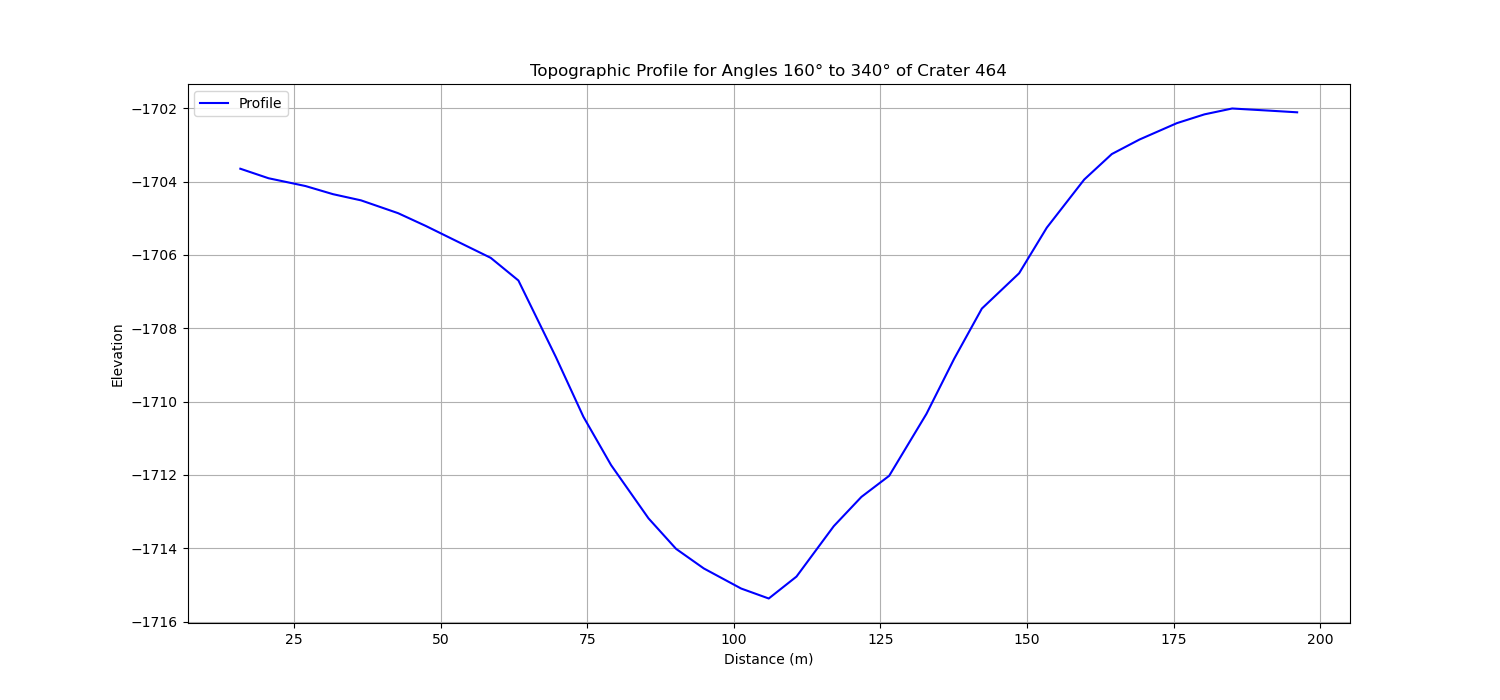 Topographic Profile for Angles 160° to 340° of Crater 464
Profile
−1702
−1704
−1706
−1708
−1710
−1712
−1714
−1716
Elevation
25 50 75 100 125 150 175 200
Distance (m)